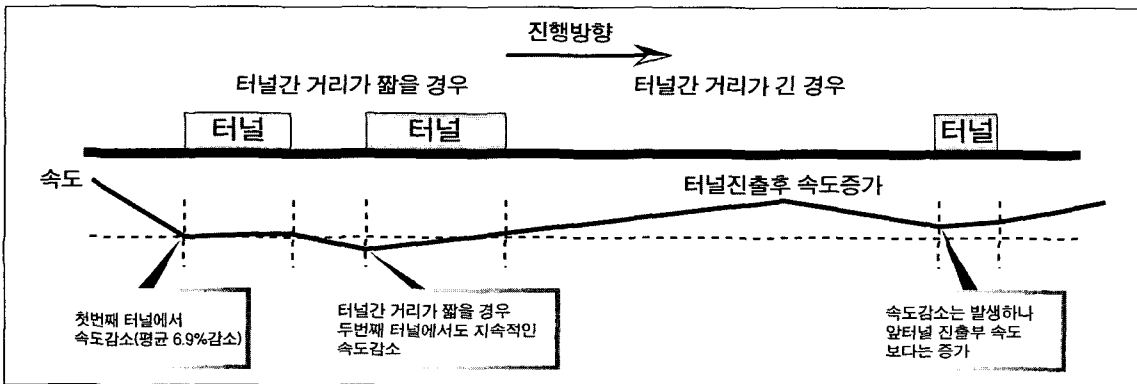 진행방향
터널간 거리가 짧을 경우
터널간 거리가 긴 경우
터널
터널
터널
속도
터널진출후 속도증가
첫번째 터널에서
속도감소(평균 6.9%감소)
터널간 거리가 짧을 경우
두번째 터널에서도 지속적인
속도감소
속도감소는 발생하나
앞터널 진출부 속도
보다는 증가